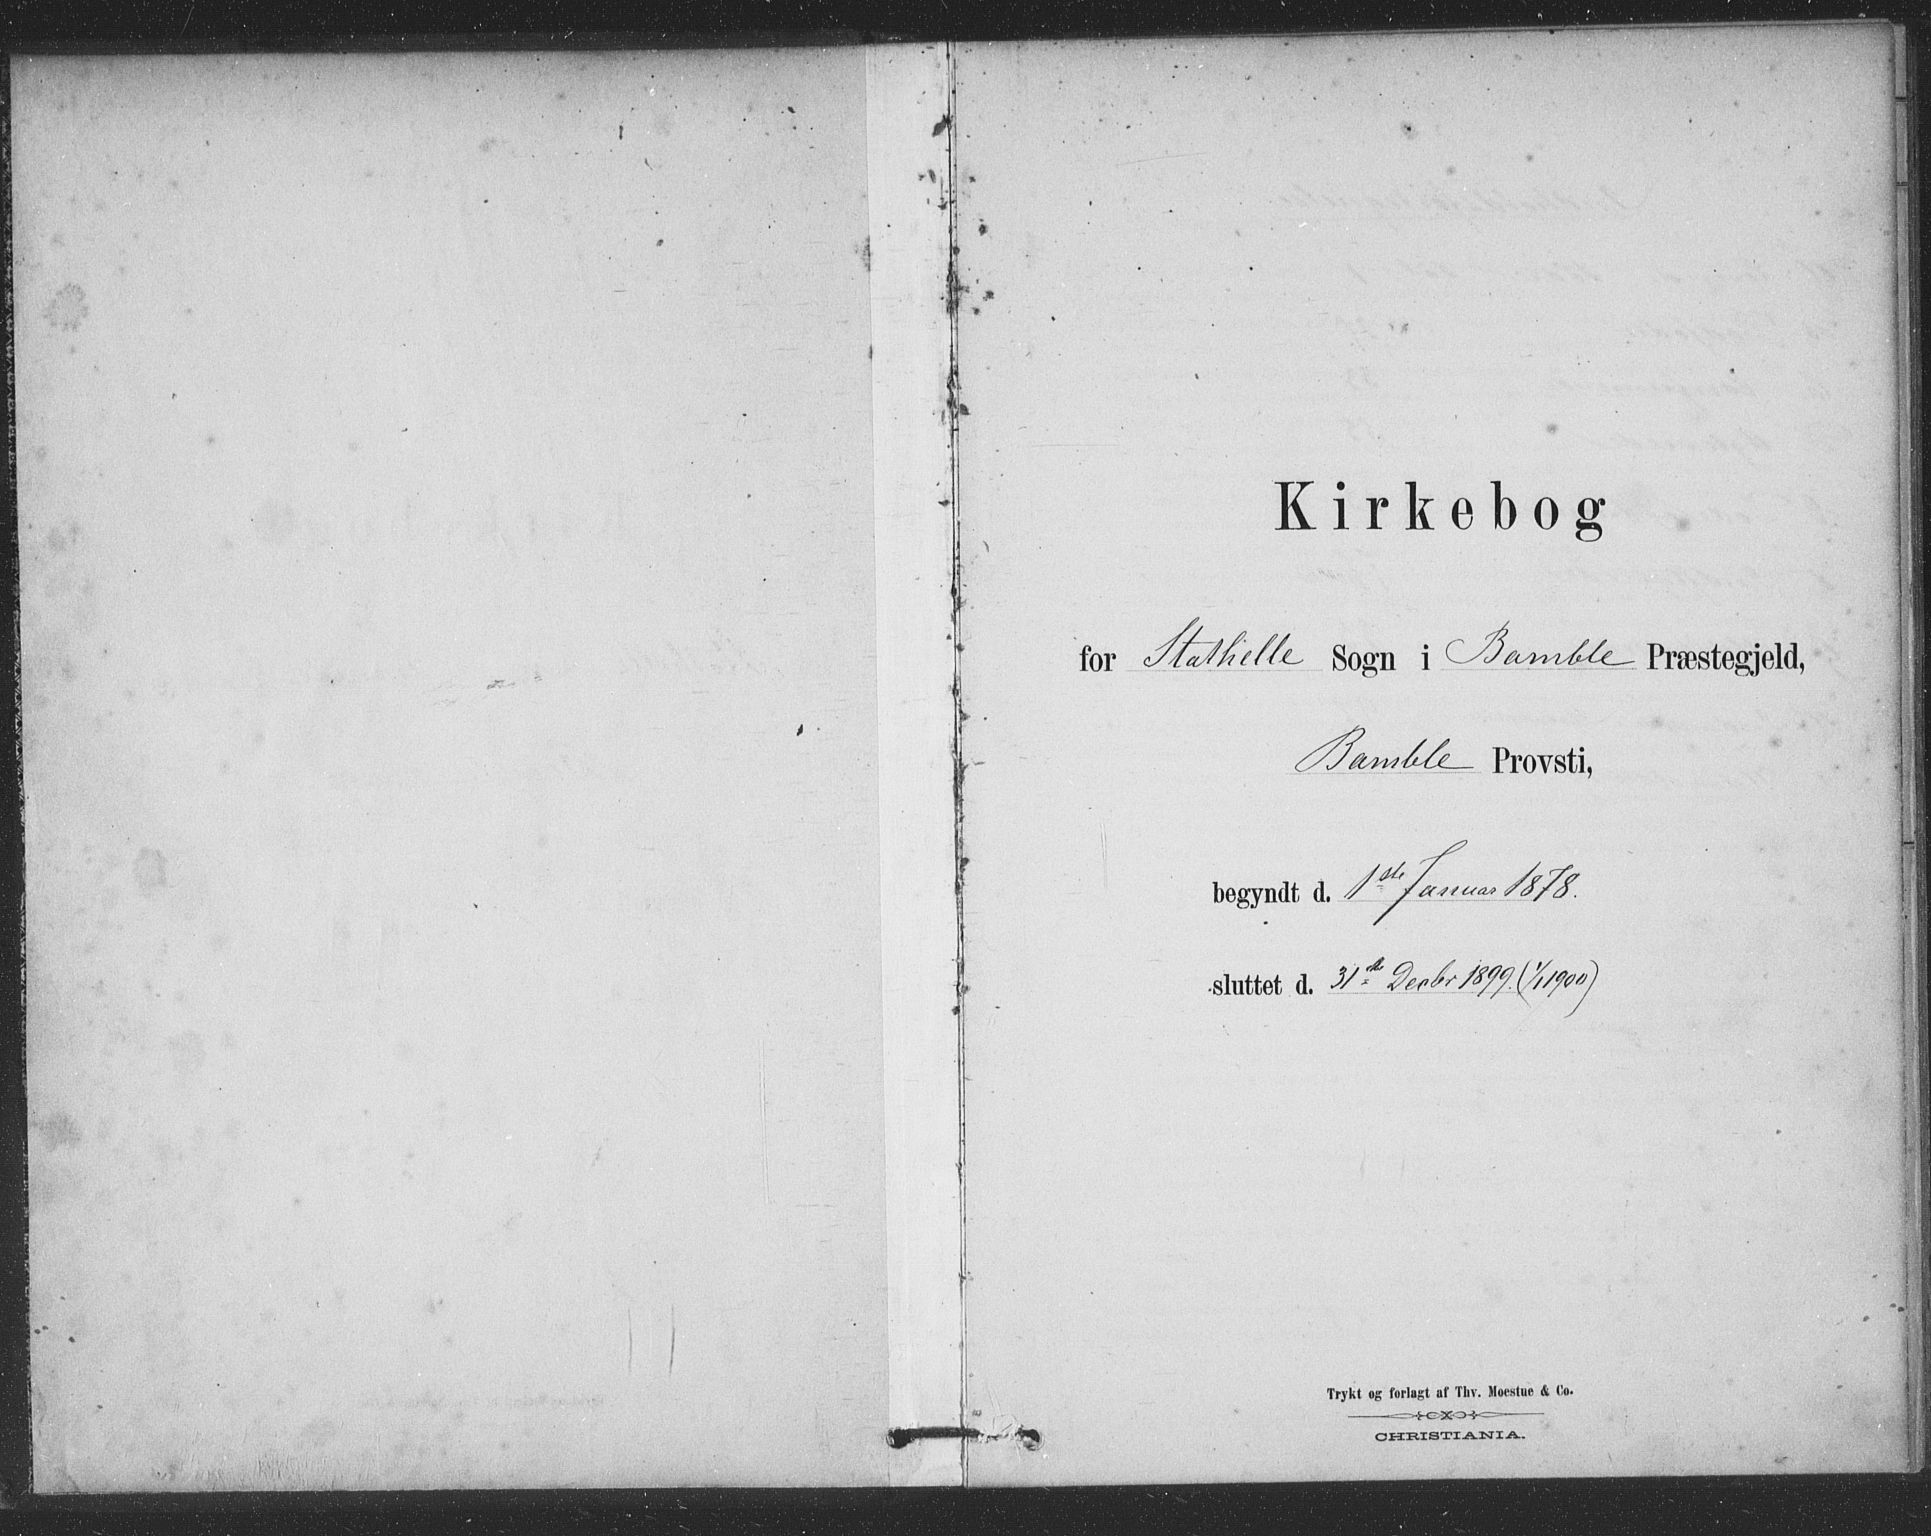 Kirkebog
for Stathelle Sogn i Bamble Præstegjeld,
Bamble Provsti,
begyndt d. 1ste Januar 1878.
sluttet d. 31te Decbr 1899. (1/1 1900)
Trykt og forlagt af Thv. Moestue & Co.
CHRISTIANIA.